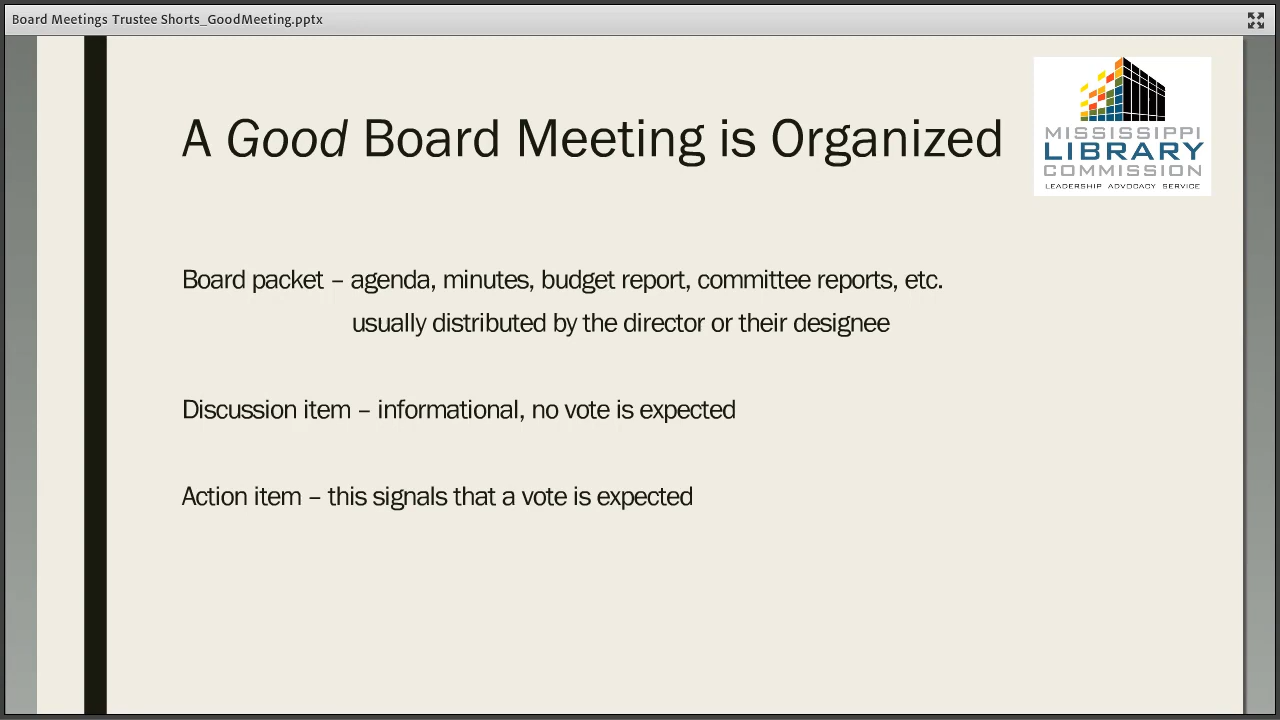 Board Meetings Trustee Shorts_GoodMeeting.pptx
A Good Board Meeting is Organized
MISSISSIPPI
LIBRARY
COMMISSION
LEADERSHIP ADVOCACY SERVICE
Board packet – agenda, minutes, budget report, committee reports, etc.
usually distributed by the director or their designee
Discussion item – informational, no vote is expected
Action item – this signals that a vote is expected